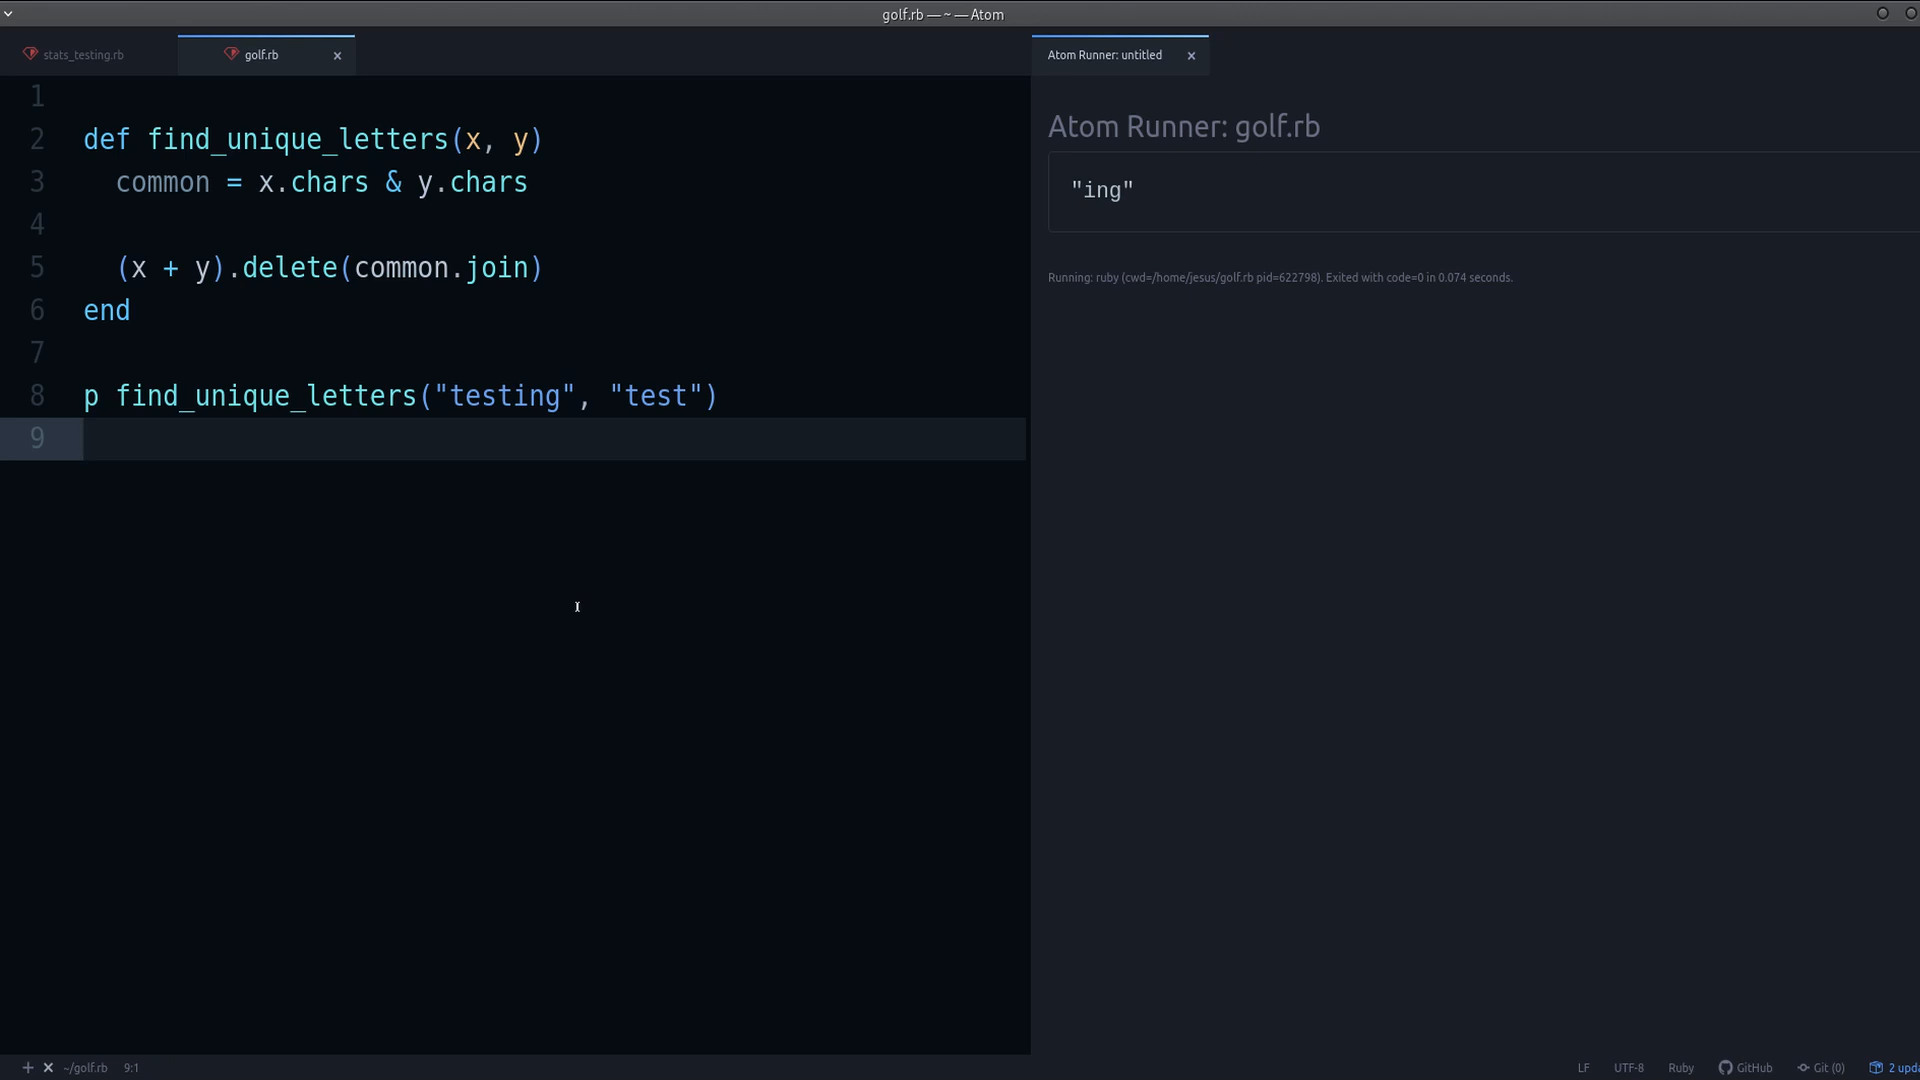 golf.rb — ~ — Atom
stats_testing.rb
golf.rb
Atom Runner: untitled
1
2 def find_unique_letters(x, y)
3 common = x.chars & y.chars
4
5 (x + y).delete(common.join)
6 end
7
8 p find_unique_letters("testing", "test")
9
Atom Runner: golf.rb
"ing"
Running: ruby (cwd=/home/jesus/golf.rb pid=622798). Exited with code=0 in 0.074 seconds.
~/golf.rb 9:1
LF UTF-8 Ruby GitHub Git (0) 2 upda